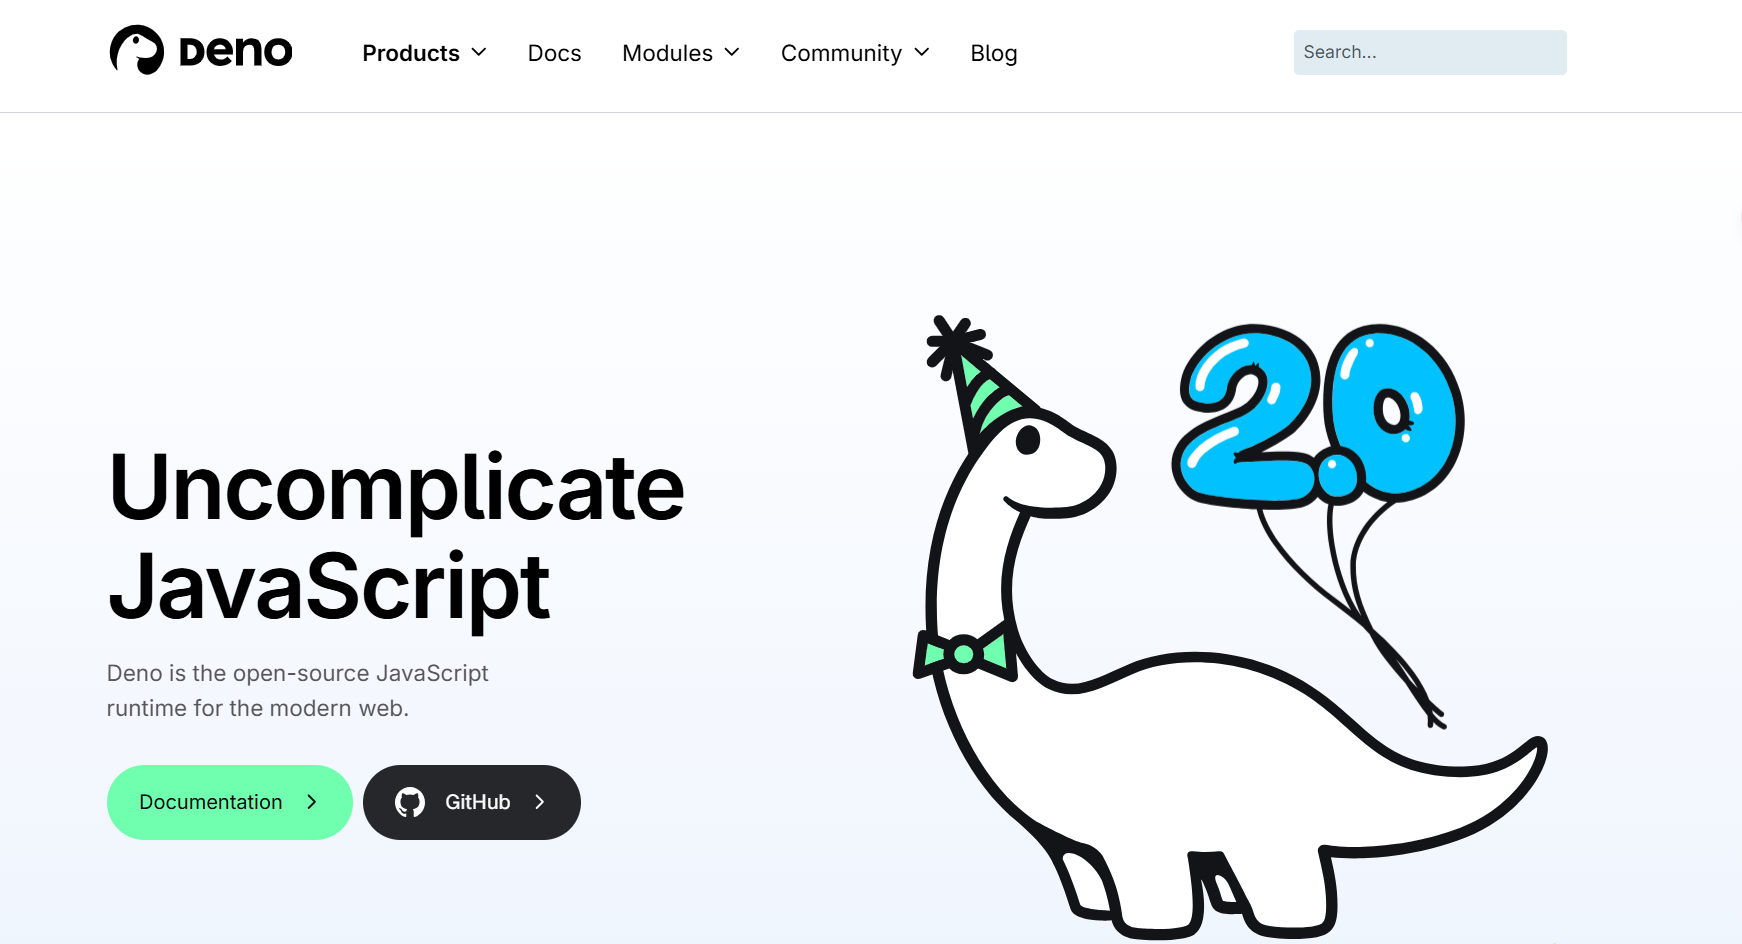 Deno
Products
Docs
Modules
Community
Blog
Search...
2.0
Uncomplicate
JavaScript
Deno is the open-source JavaScript
runtime for the modern web.
Documentation
GitHub